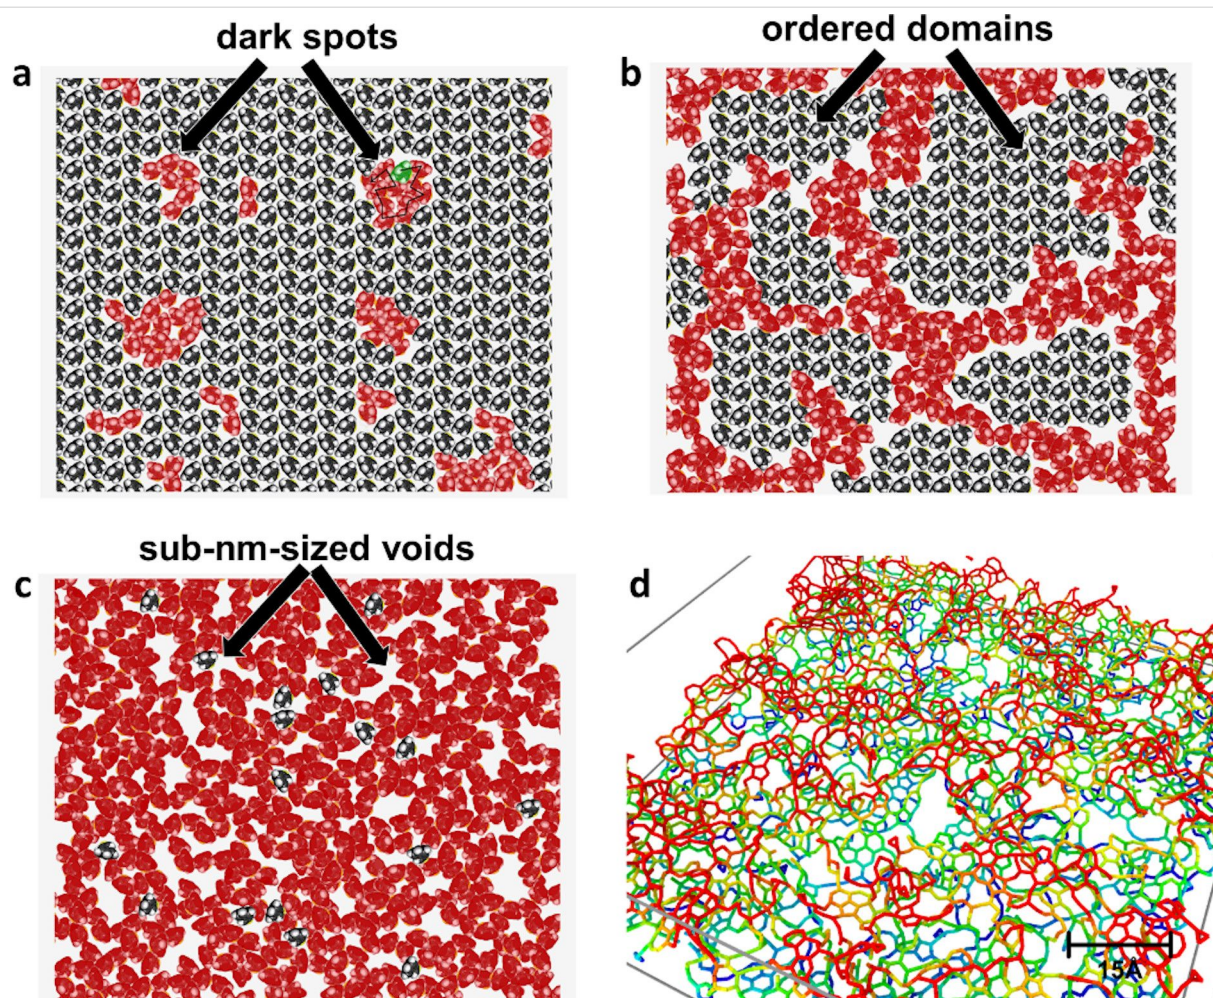 dark spots
ordered domains
a
b
sub-nm-sized voids
c
d
15Å